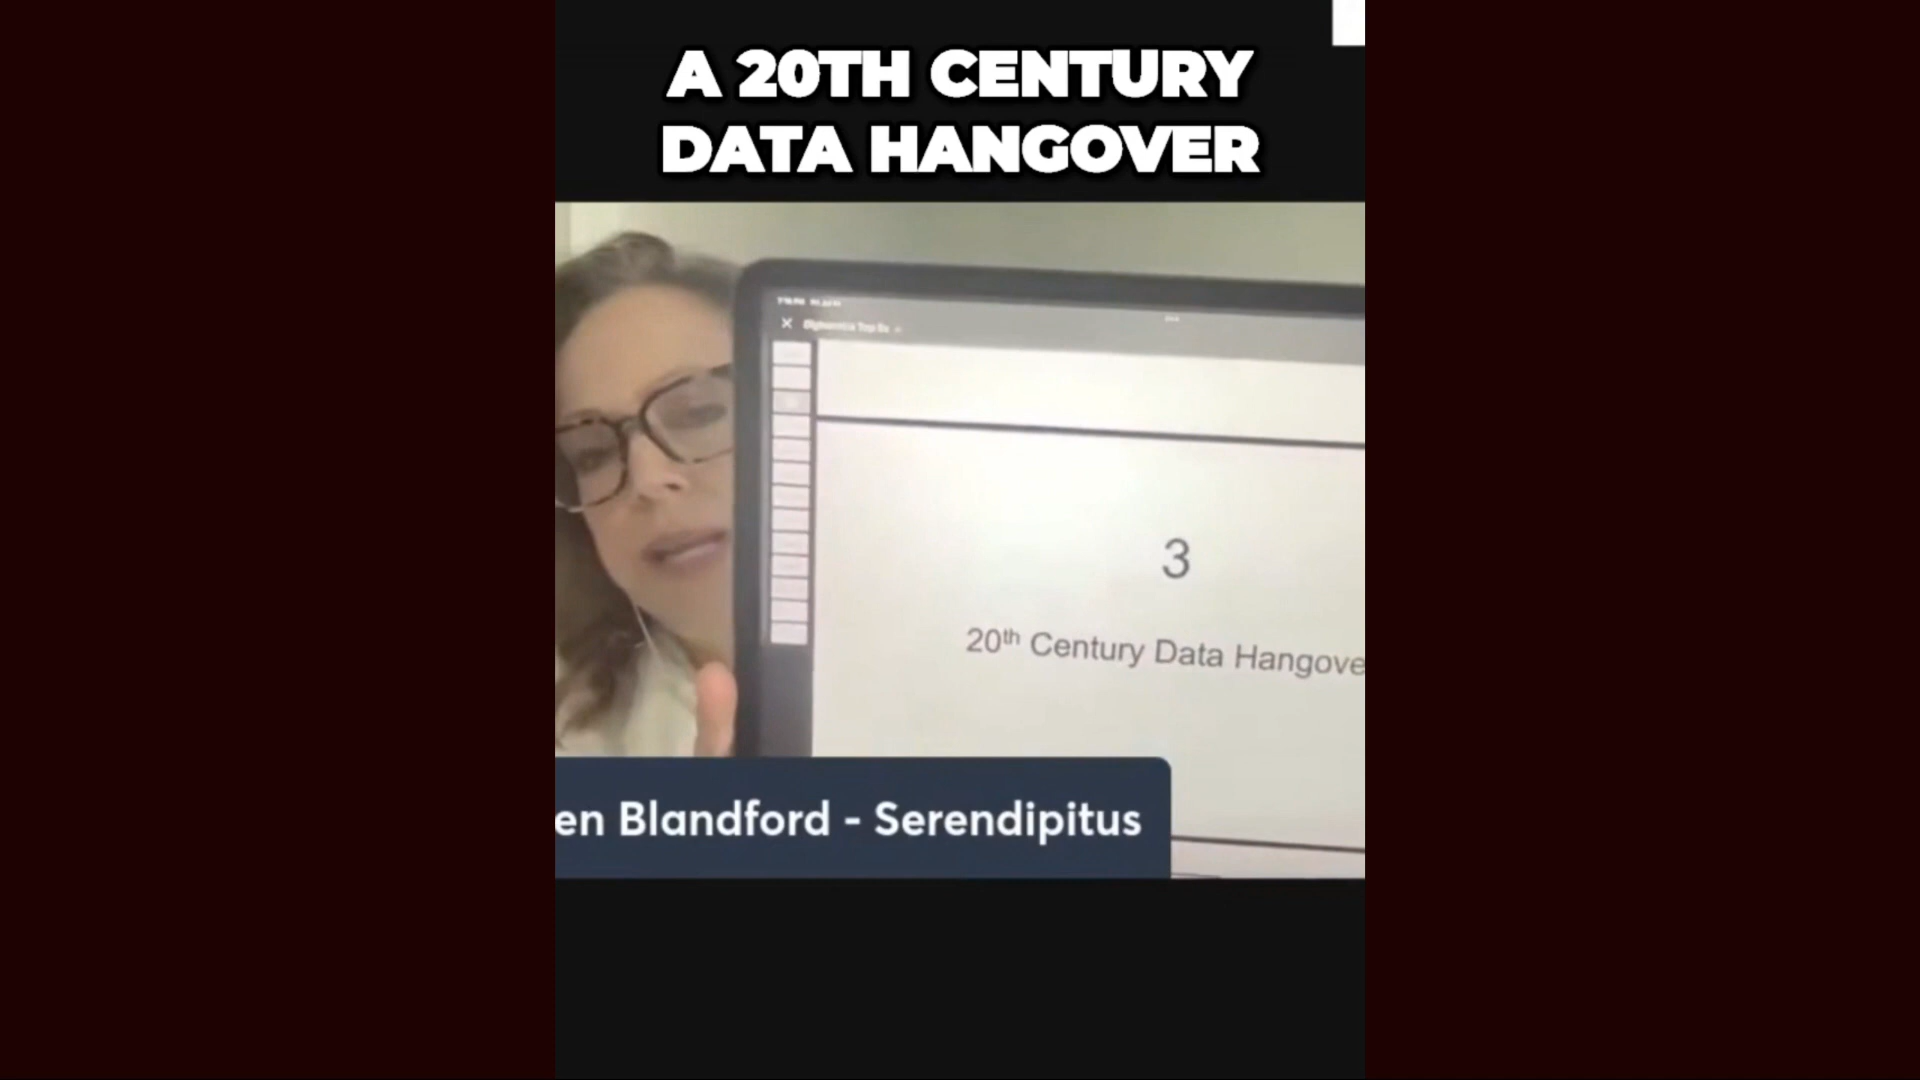 A 20TH CENTURY
DATA HANGOVER
3
20th Century Data Hangove
en Blandford - Serendipitus